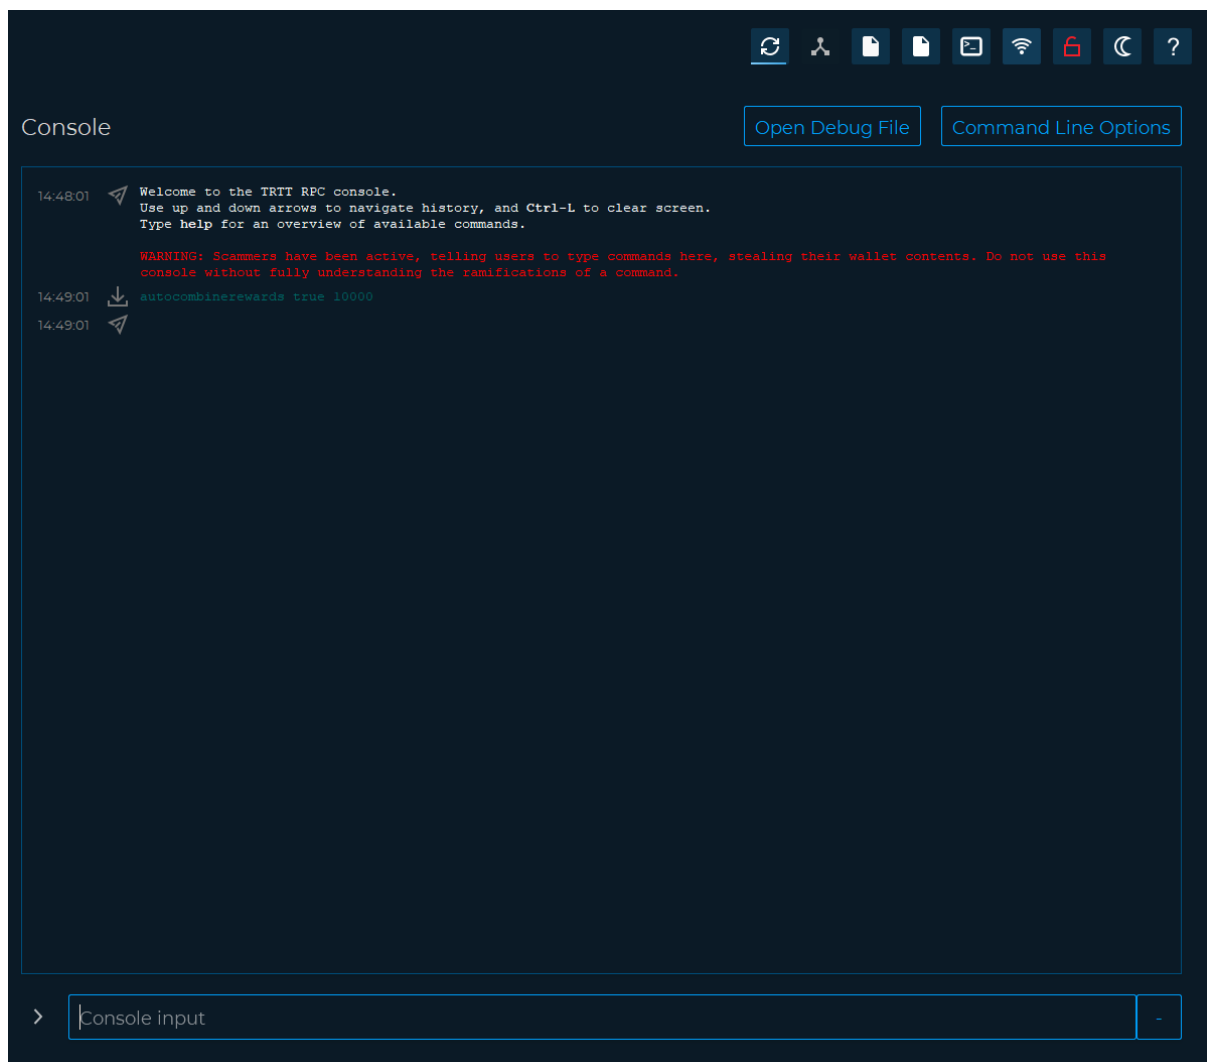 Console
Open Debug File
Command Line Options
14:48:01
Welcome to the TRTT RPC console.
Use up and down arrows to navigate history, and Ctrl-L to clear screen.
Type help for an overview of available commands.
WARNING: Scammers have been active, telling users to type commands here, stealing their wallet contents. Do not use this
console without fully understanding the ramifications of a command.
14:49:01 autocombinerewards true 10000
14:49:01
Console input
-